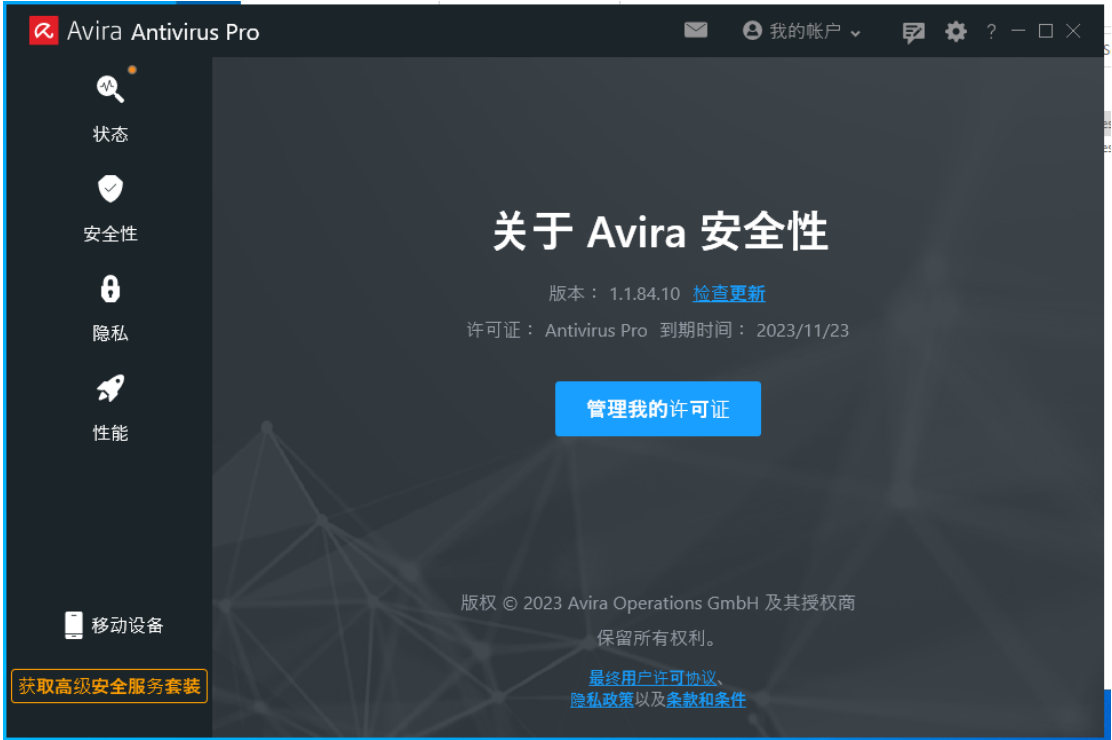 Avira Antivirus Pro
我的帐户
?
状态
安全性
隐私
性能
移动设备
获取高级安全服务套装
关于 Avira 安全性
版本： 1.1.84.10 检查更新
许可证： Antivirus Pro 到期时间： 2023/11/23
管理我的许可证
版权 © 2023 Avira Operations GmbH 及其授权商
保留所有权利。
最终用户许可协议、
隐私政策以及条款和条件